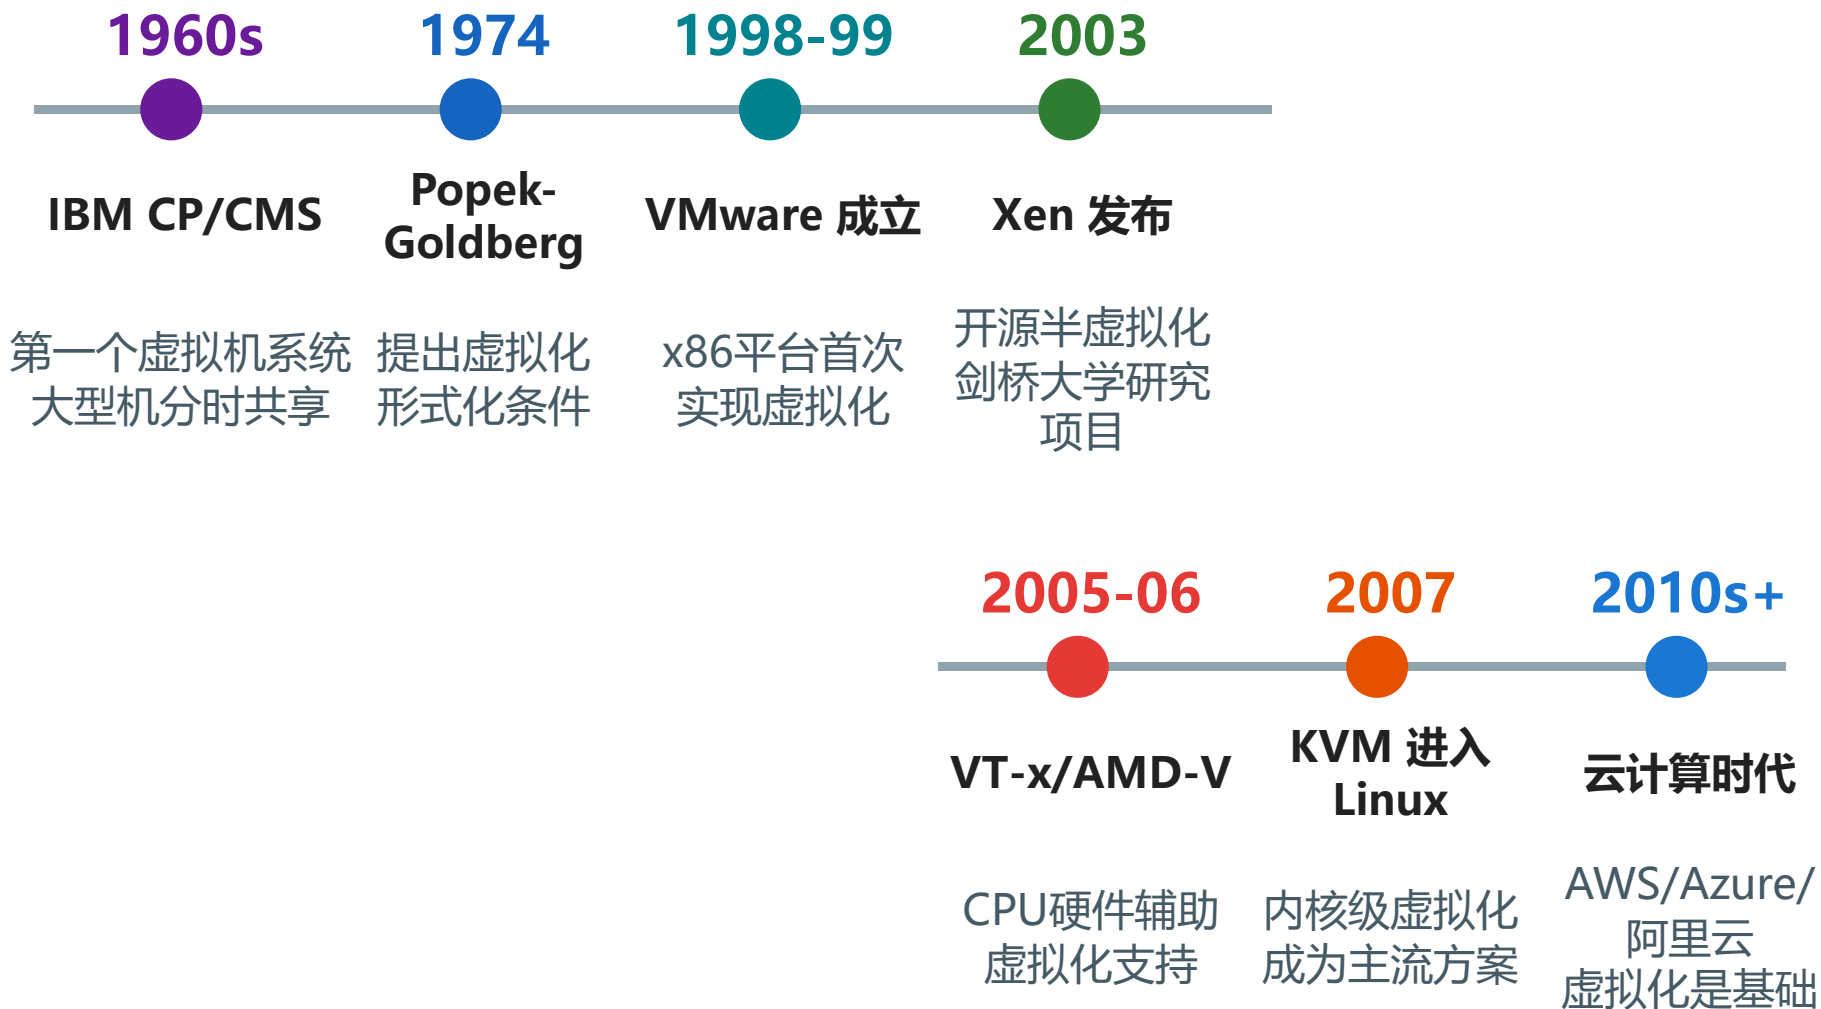 1960s
IBM CP/CMS
第一个虚拟机系统
大型机分时共享
1974
Popek-
Goldberg
提出虚拟化
形式化条件
1998-99
VMware 成立
x86平台首次
实现虚拟化
2003
Xen 发布
开源半虚拟化
剑桥大学研究
项目
2005-06
VT-x/AMD-V
CPU硬件辅助
虚拟化支持
2007
KVM 进入
Linux
内核级虚拟化
成为主流方案
2010s+
云计算时代
AWS/Azure/
阿里云
虚拟化是基础